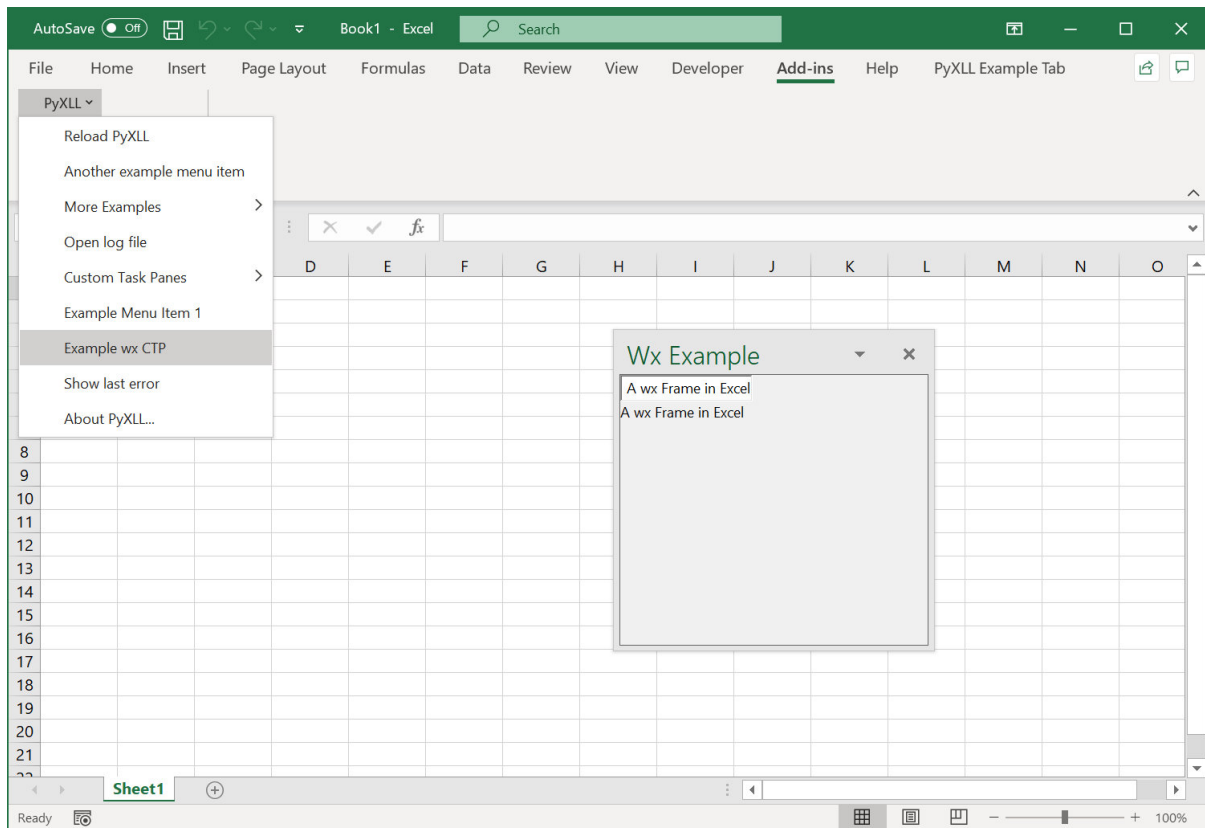 AutoSave Off Book1 - Excel Search
File Home Insert Page Layout Formulas Data Review View Developer Add-ins Help PyXLL Example Tab
PyXLL
Reload PyXLL
Another example menu item
More Examples
Open log file
Custom Task Panes
Example Menu Item 1
Example wx CTP
Show last error
About PyXLL...
fx
D E F G H I J K L M N O
Wx Example
A wx Frame in Excel
A wx Frame in Excel
8
9
10
11
12
13
14
15
16
17
18
19
20
21
22
Sheet1
Ready 100%